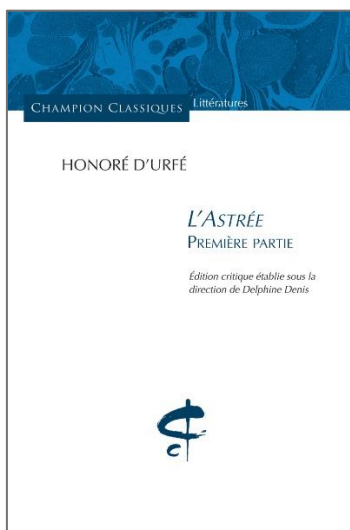 CHAMPION CLASSIQUES Littératures
HONORÉ D'URFÉ
L'ASTRÉE
PREMIÈRE PARTIE
Édition critique établie sous la
direction de Delphine Denis